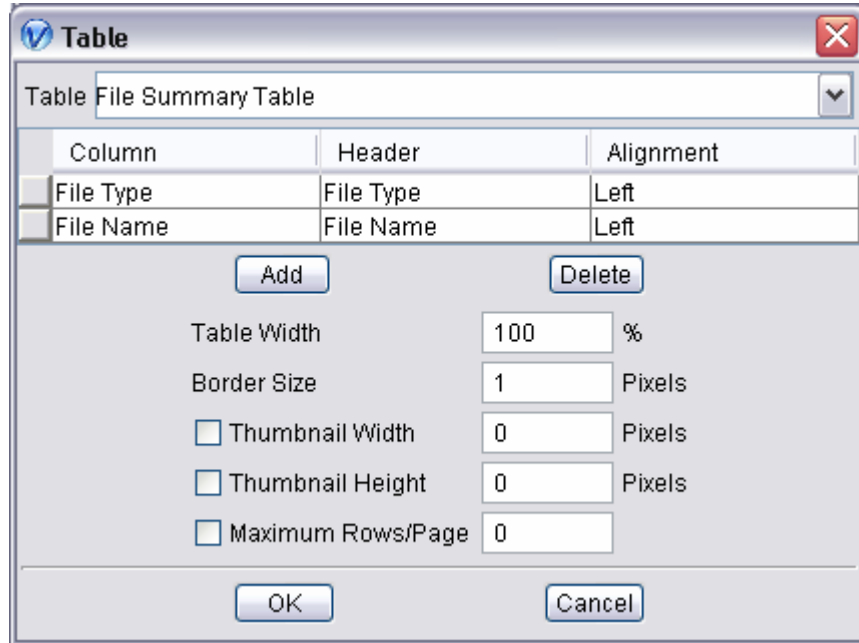 Table
Table File Summary Table
Column Header Alignment
File Type File Type Left
File Name File Name Left
Add Delete
Table Width 100 %
Border Size 1 Pixels
Thumbnail Width 0 Pixels
Thumbnail Height 0 Pixels
Maximum Rows/Page 0
OK Cancel